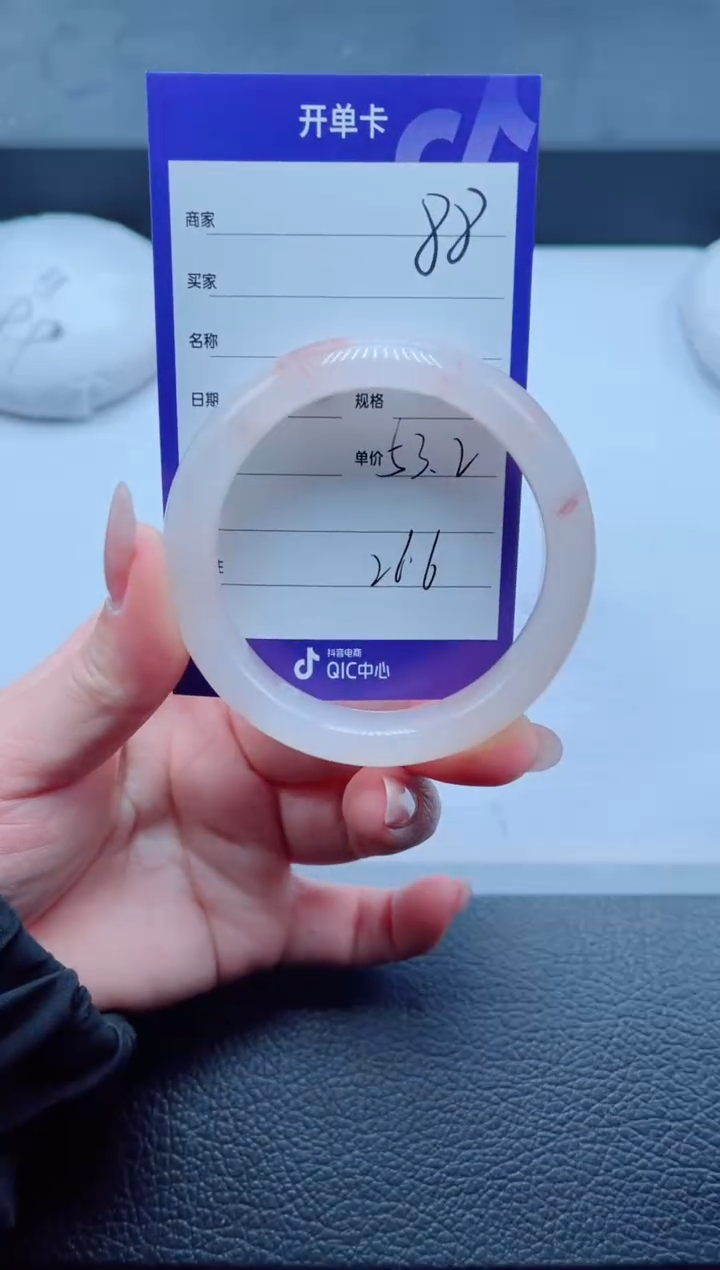 开单卡
商家 88
买家
名称
日期 规格
单价 53.2
26.6
抖音电商
QIC中心